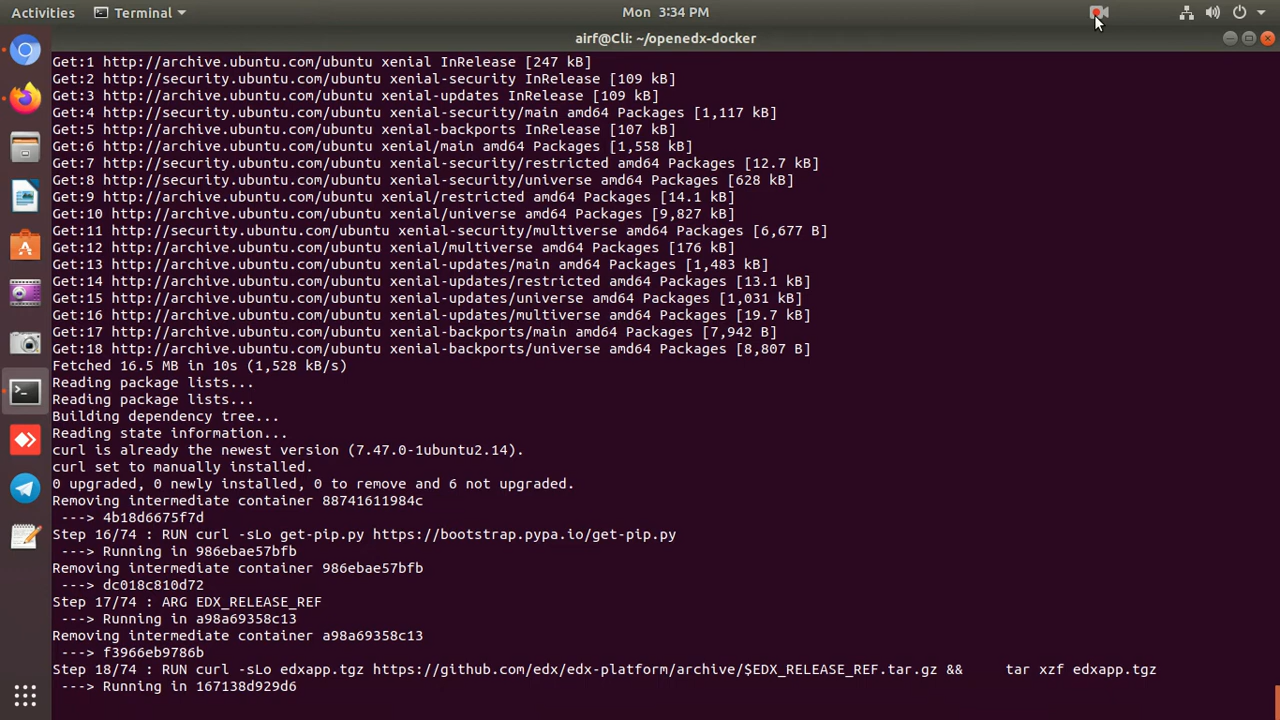 Activities Terminal Mon 3:34 PM
airf@Cli: ~/openedx-docker
Get:1 http://archive.ubuntu.com/ubuntu xenial InRelease [247 kB]
Get:2 http://security.ubuntu.com/ubuntu xenial-security InRelease [109 kB]
Get:3 http://archive.ubuntu.com/ubuntu xenial-updates InRelease [109 kB]
Get:4 http://security.ubuntu.com/ubuntu xenial-security/main amd64 Packages [1,117 kB]
Get:5 http://archive.ubuntu.com/ubuntu xenial-backports InRelease [107 kB]
Get:6 http://archive.ubuntu.com/ubuntu xenial/main amd64 Packages [1,558 kB]
Get:7 http://security.ubuntu.com/ubuntu xenial-security/restricted amd64 Packages [12.7 kB]
Get:8 http://security.ubuntu.com/ubuntu xenial-security/universe amd64 Packages [628 kB]
Get:9 http://archive.ubuntu.com/ubuntu xenial/restricted amd64 Packages [14.1 kB]
Get:10 http://archive.ubuntu.com/ubuntu xenial/universe amd64 Packages [9,827 kB]
Get:11 http://security.ubuntu.com/ubuntu xenial-security/multiverse amd64 Packages [6,677 B]
Get:12 http://archive.ubuntu.com/ubuntu xenial/multiverse amd64 Packages [176 kB]
Get:13 http://archive.ubuntu.com/ubuntu xenial-updates/main amd64 Packages [1,483 kB]
Get:14 http://archive.ubuntu.com/ubuntu xenial-updates/restricted amd64 Packages [13.1 kB]
Get:15 http://archive.ubuntu.com/ubuntu xenial-updates/universe amd64 Packages [1,031 kB]
Get:16 http://archive.ubuntu.com/ubuntu xenial-updates/multiverse amd64 Packages [19.7 kB]
Get:17 http://archive.ubuntu.com/ubuntu xenial-backports/main amd64 Packages [7,942 B]
Get:18 http://archive.ubuntu.com/ubuntu xenial-backports/universe amd64 Packages [8,807 B]
Fetched 16.5 MB in 10s (1,528 kB/s)
Reading package lists...
Reading package lists...
Building dependency tree...
Reading state information...
curl is already the newest version (7.47.0-1ubuntu2.14).
curl set to manually installed.
0 upgraded, 0 newly installed, 0 to remove and 6 not upgraded.
Removing intermediate container 88741611984c
 ---> 4b18d6675f7d
Step 16/74 : RUN curl -sLo get-pip.py https://bootstrap.pypa.io/get-pip.py
 ---> Running in 986ebae57bfb
Removing intermediate container 986ebae57bfb
 ---> dc018c810d72
Step 17/74 : ARG EDX_RELEASE_REF
 ---> Running in a98a69358c13
Removing intermediate container a98a69358c13
 ---> f3966eb9786b
Step 18/74 : RUN curl -sLo edxapp.tgz https://github.com/edx/edx-platform/archive/$EDX_RELEASE_REF.tar.gz &&     tar xzf edxapp.tgz
 ---> Running in 167138d929d6